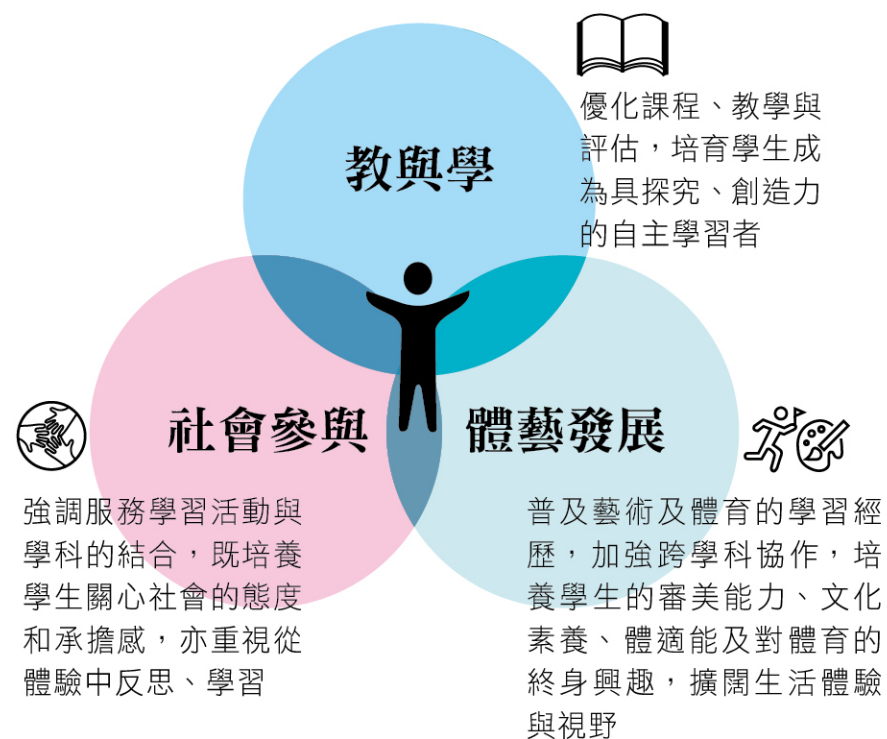 教與學
優化課程、教學與
評估，培育學生成
為具探究、創造力
的自主學習者
社會參與
強調服務學習活動與
學科的結合，既培養
學生關心社會的態度
和承擔感，亦重視從
體驗中反思、學習
體藝發展
普及藝術及體育的學習經
歷，加強跨學科協作，培
養學生的審美能力、文化
素養、體適能及對體育的
終身興趣，擴闊生活體驗
與視野